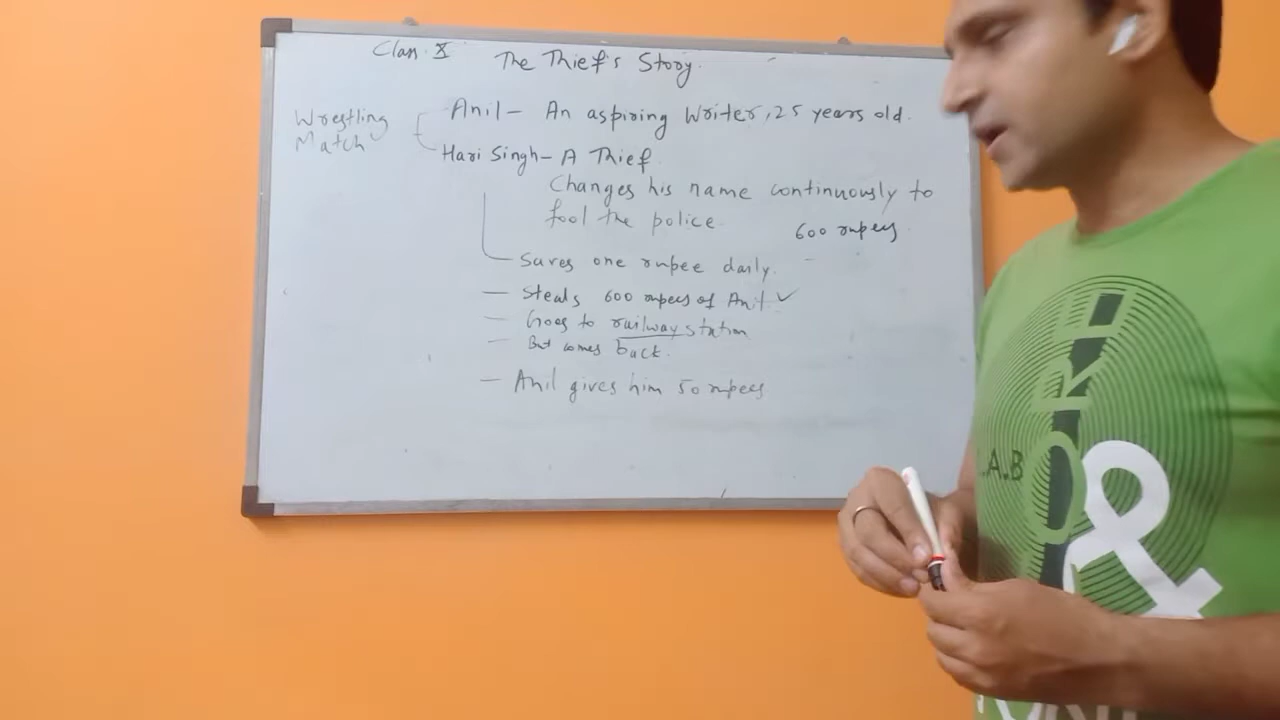 Class. X The Thief's Story.
Wrestling Match
Anil - An aspiring Writer, 25 years old.
Hari Singh - A Thief.
Changes his name continuously to
fool the police.
600 rupees.
Saves one rupee daily.
— Steals 600 rupees of Anil ✓
— Goes to railway station
— But comes back.
— Anil gives him 50 rupees
.A.B
&